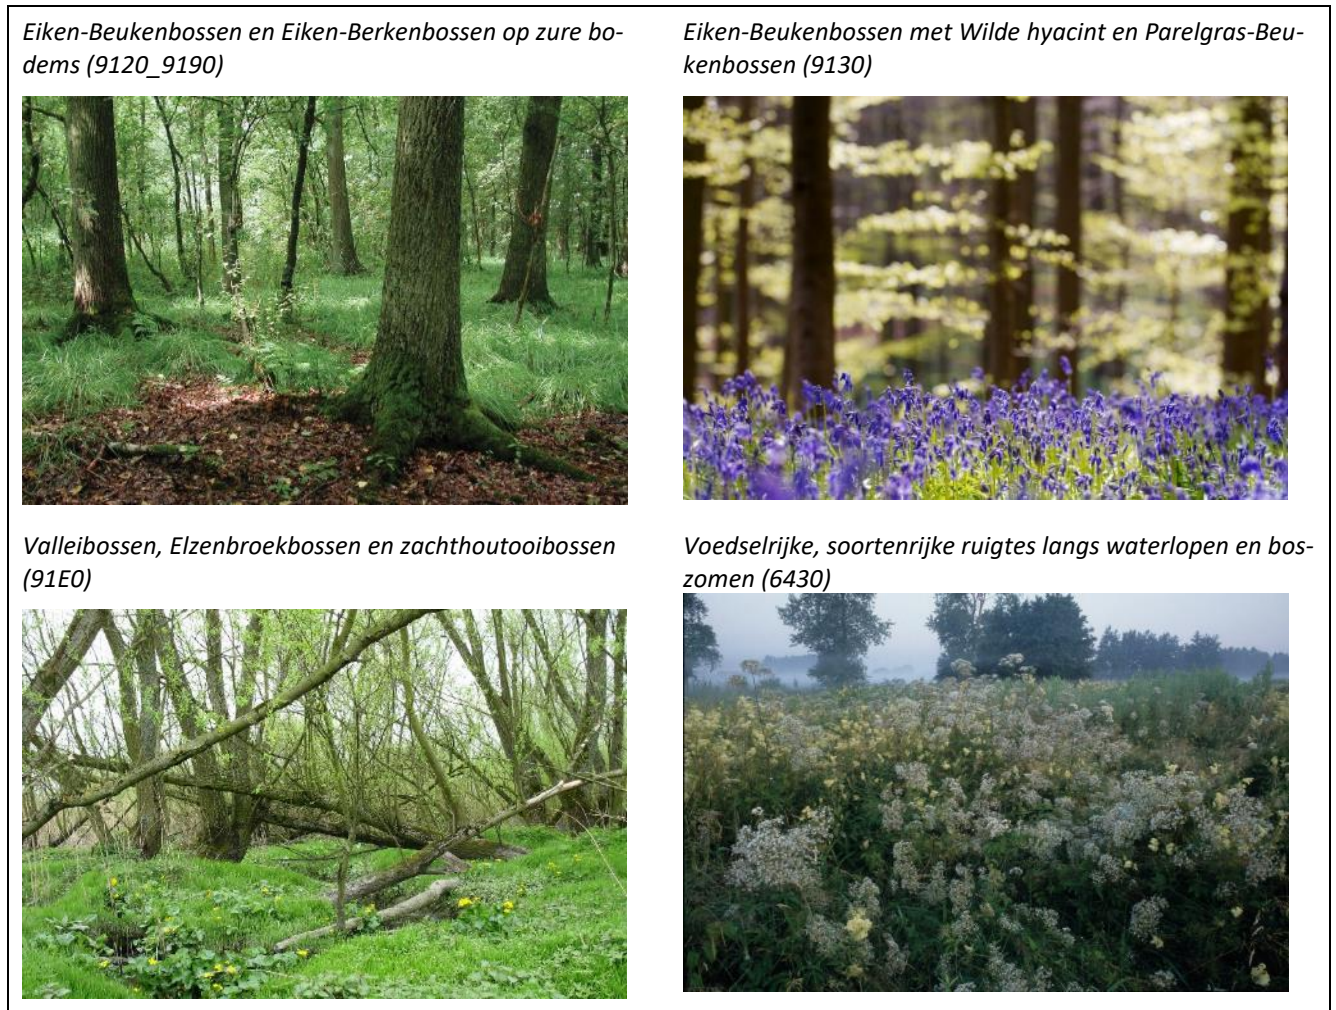 Eiken-Beukenbossen en Eiken-Berkenbossen op zure bo-
dems (9120_9190)
Eiken-Beukenbossen met Wilde hyacint en Parelgras-Beu-
kenbossen (9130)
Valleibossen, Elzenbroekbossen en zachthoutooibossen
(91E0)
Voedselrijke, soortenrijke ruigtes langs waterlopen en bos-
zomen (6430)